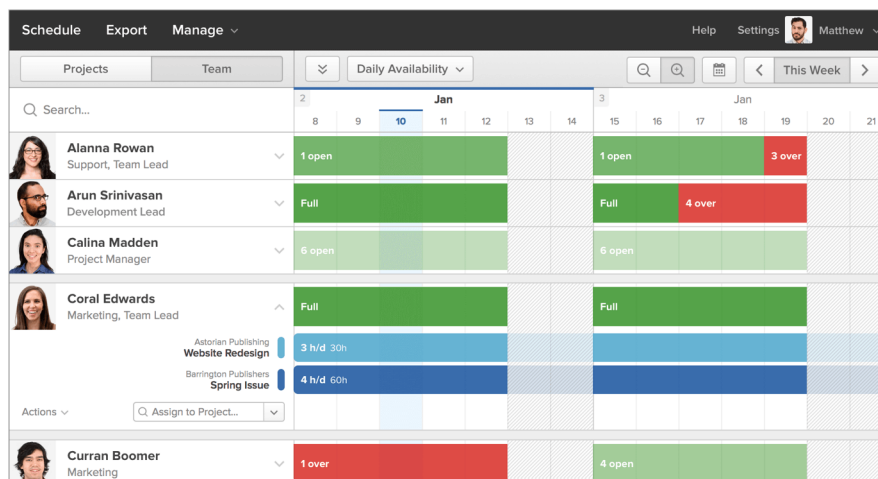 Schedule Export Manage Help Settings Matthew
Projects Team Daily Availability This Week
Search...
2 Jan 3 Jan
8 9 10 11 12 13 14 15 16 17 18 19 20 21
Alanna Rowan
Support, Team Lead
1 open 1 open 3 over
Arun Srinivasan
Development Lead
Full Full 4 over
Calina Madden
Project Manager
6 open 6 open
Coral Edwards
Marketing, Team Lead
Full Full
Astorian Publishing
Website Redesign
3 h/d 30h
Barrington Publishers
Spring Issue
4 h/d 60h
Actions Assign to Project...
Curran Boomer
Marketing
1 over 4 open